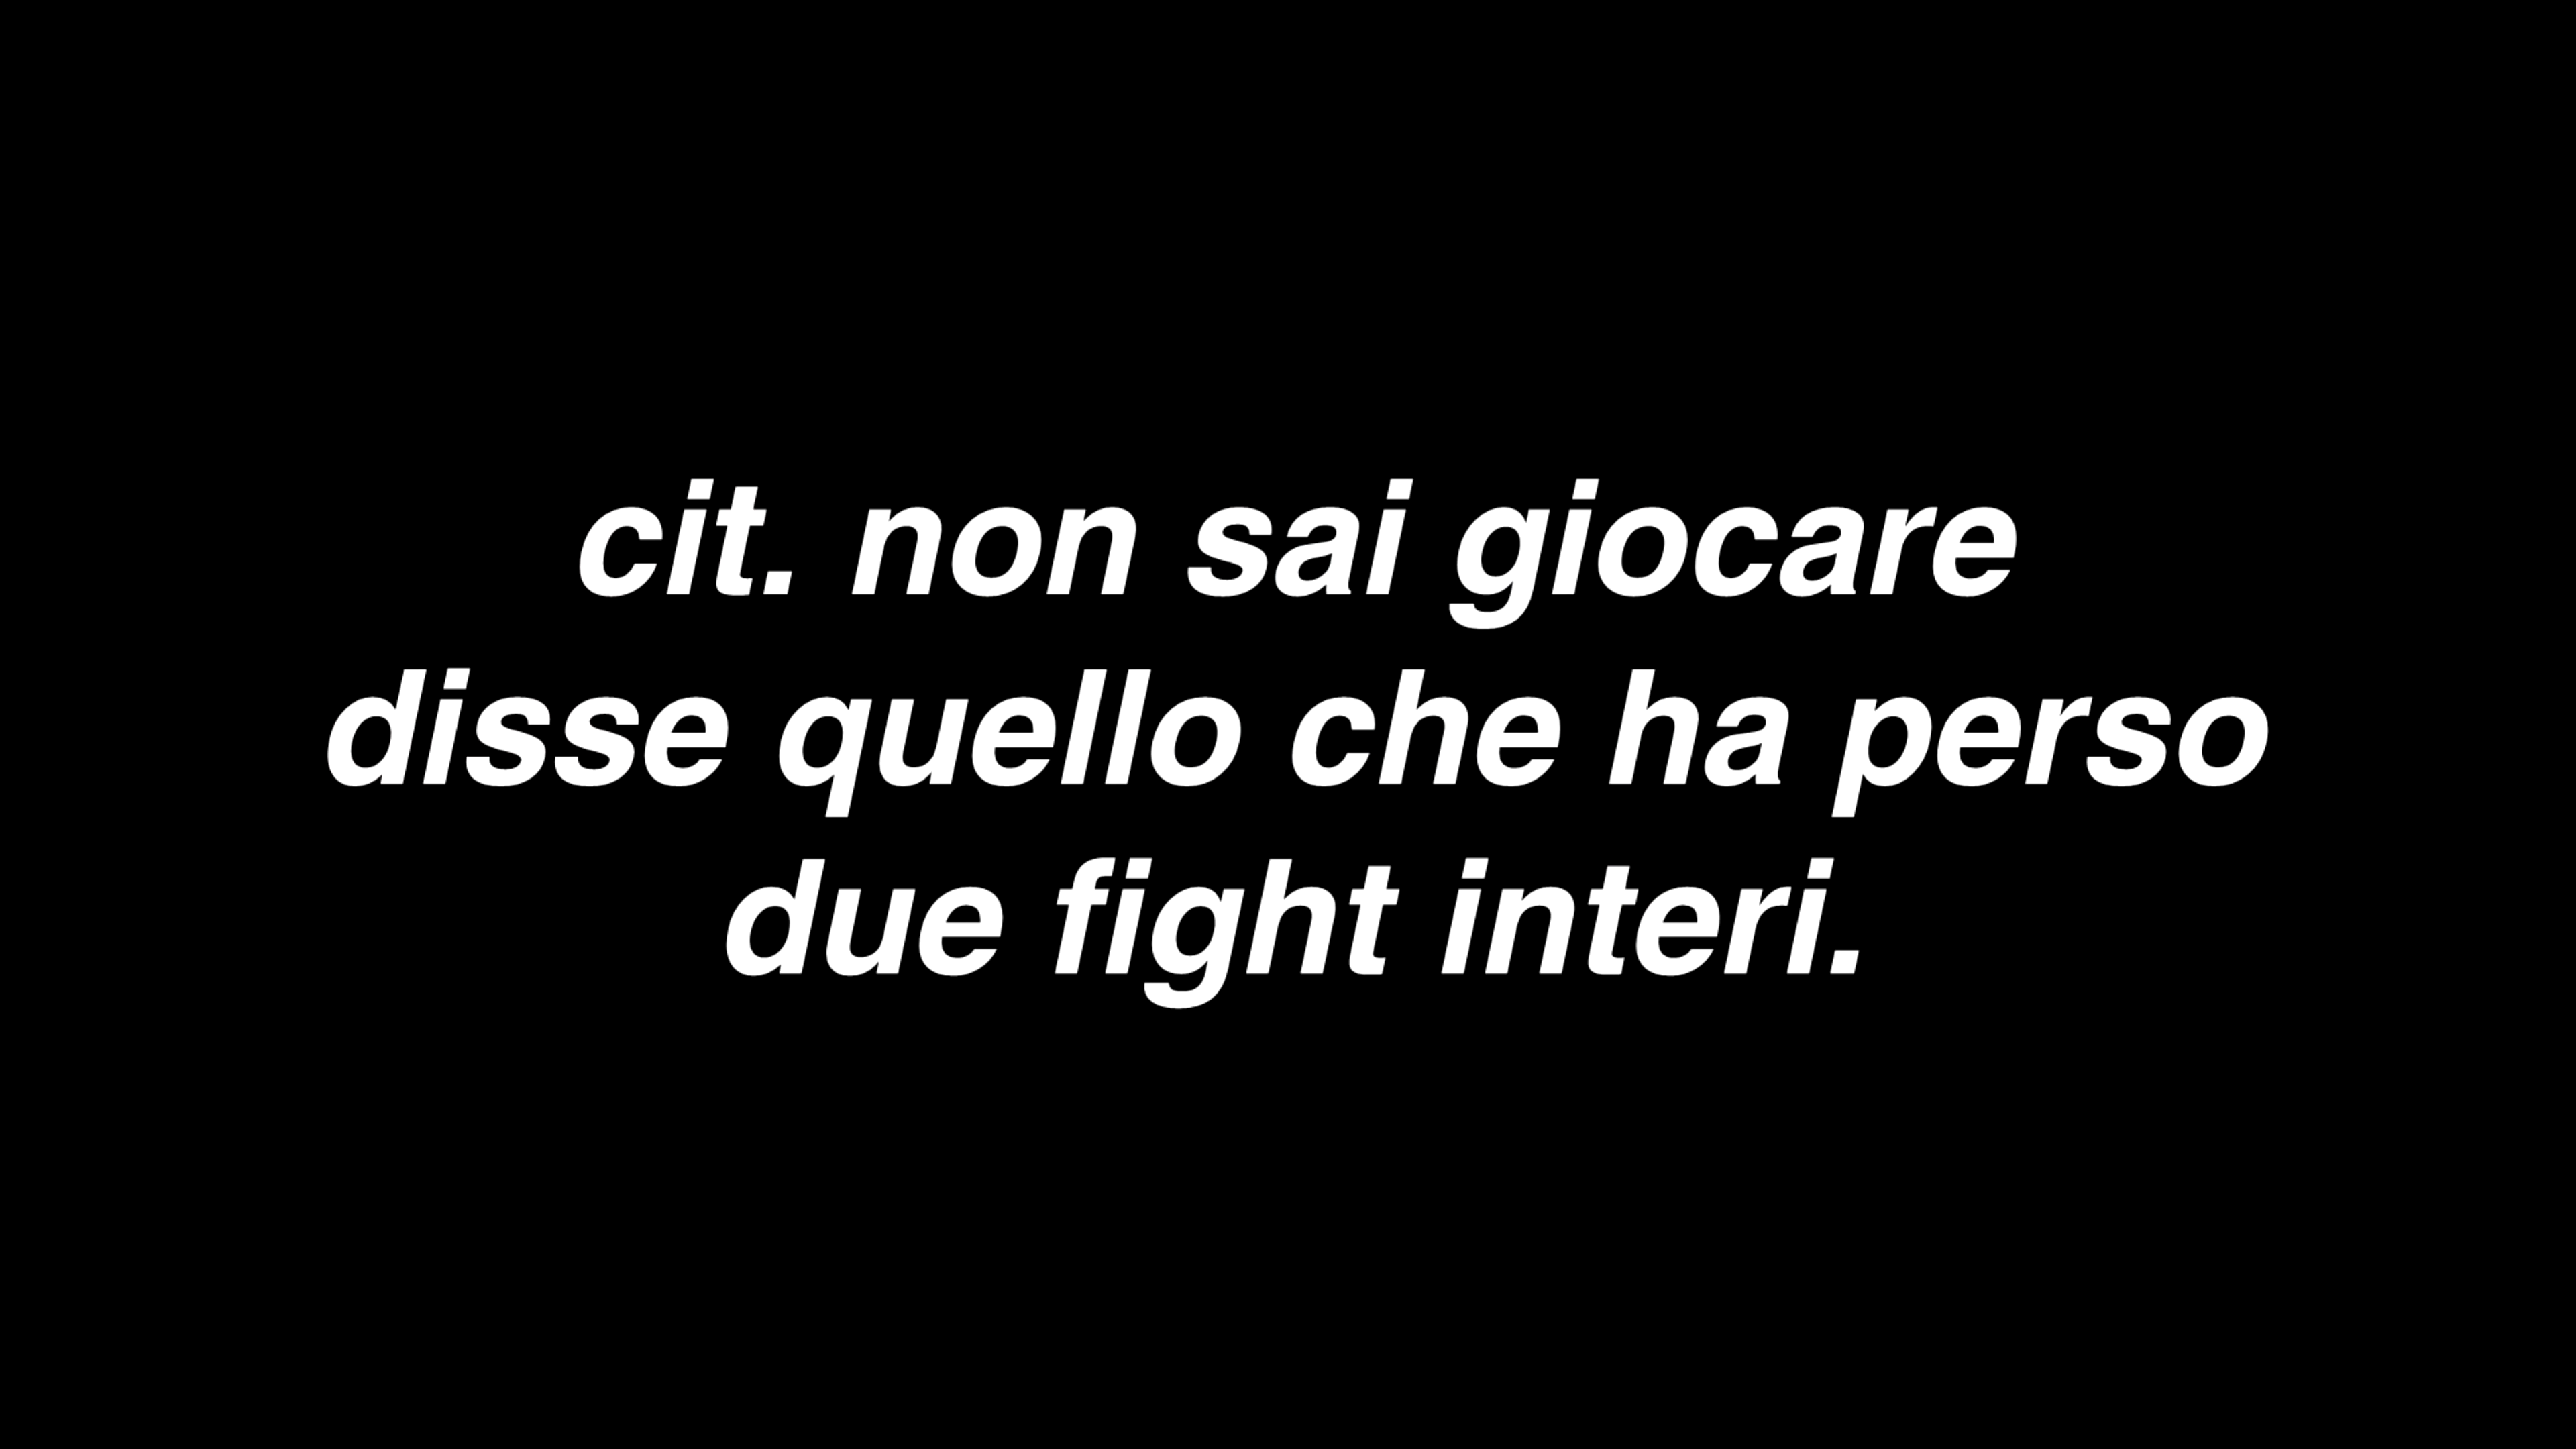 cit. non sai giocare
disse quello che ha perso
due fight interi.